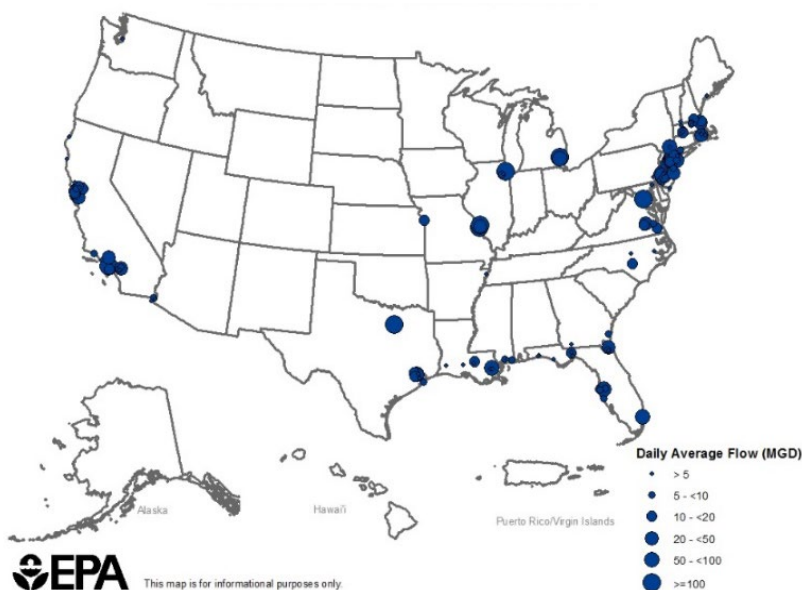 Alaska
Hawai'i
Puerto Rico/Virgin Islands
Daily Average Flow (MGD)
> 5
5 - <10
10 - <20
20 - <50
50 - <100
>=100
EPA
This map is for informational purposes only.